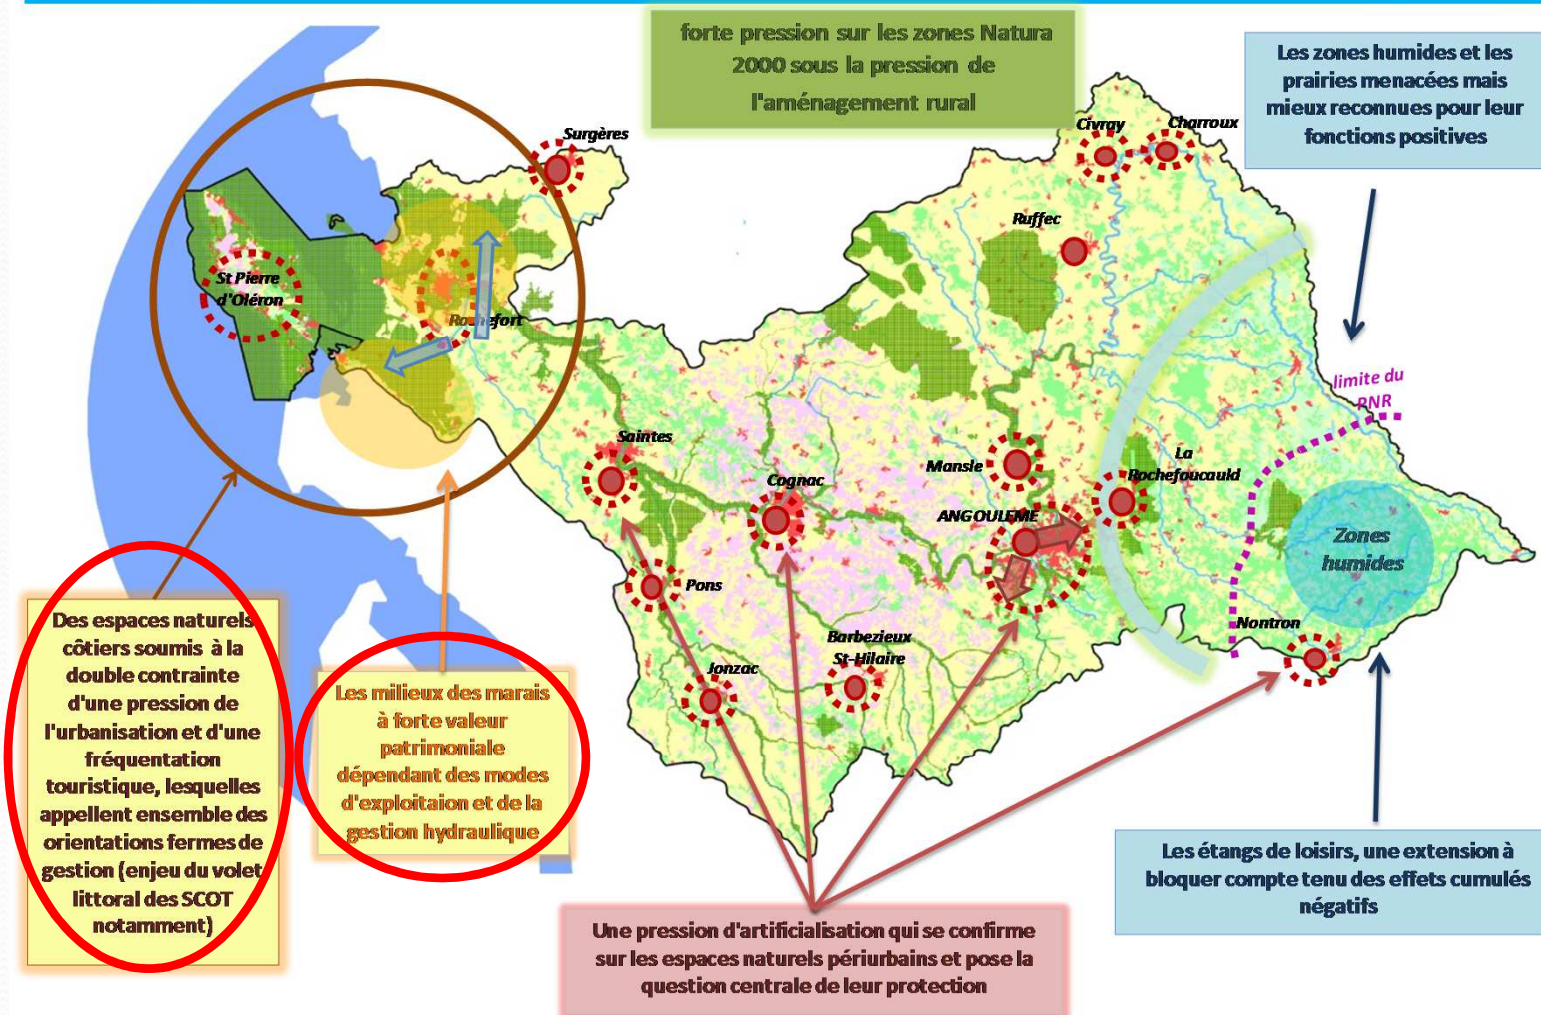 forte pression sur les zones Natura
2000 sous la pression de
l'aménagement rural
Les zones humides et les
prairies menacées mais
mieux reconnues pour leur
fonctions positives
Surgères
Civray
Charroux
Ruffec
St Pierre
d'Oléron
Rochefort
limite du
PNR
Saintes
Mansle
La
Rochefoucauld
Cognac
ANGOULEME
Zones
humides
Pons
Nontron
Barbezieux
St-Hilaire
Jonzac
Des espaces naturels
côtiers soumis à la
double contrainte
d'une pression de
l'urbanisation et d'une
fréquentation
touristique, lesquelles
appellent ensemble des
orientations fermes de
gestion (enjeu du volet
littoral des SCOT
notamment)
Les milieux des marais
à forte valeur
patrimoniale
dépendant des modes
d'exploitaion et de la
gestion hydraulique
Une pression d'artificialisation qui se confirme
sur les espaces naturels périurbains et pose la
question centrale de leur protection
Les étangs de loisirs, une extension à
bloquer compte tenu des effets cumulés
négatifs